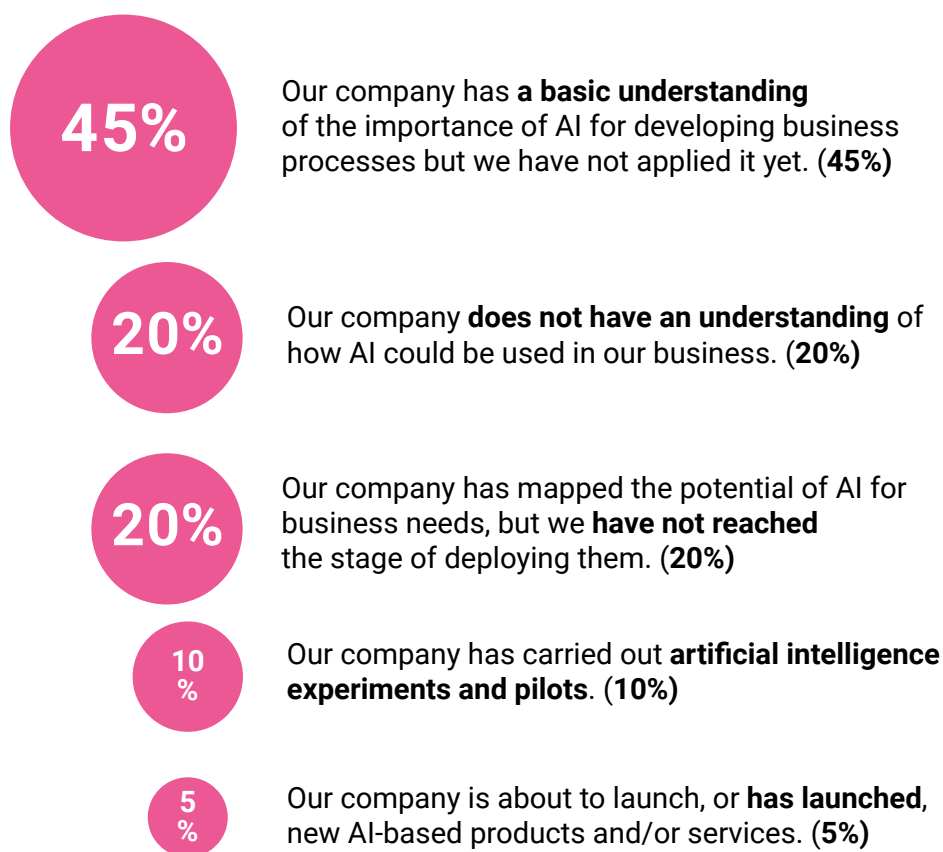 45%
Our company has a basic understanding
of the importance of AI for developing business
processes but we have not applied it yet. (45%)
20%
Our company does not have an understanding of
how AI could be used in our business. (20%)
20%
Our company has mapped the potential of AI for
business needs, but we have not reached
the stage of deploying them. (20%)
10
%
Our company has carried out artificial intelligence
experiments and pilots. (10%)
5
%
Our company is about to launch, or has launched,
new AI-based products and/or services. (5%)